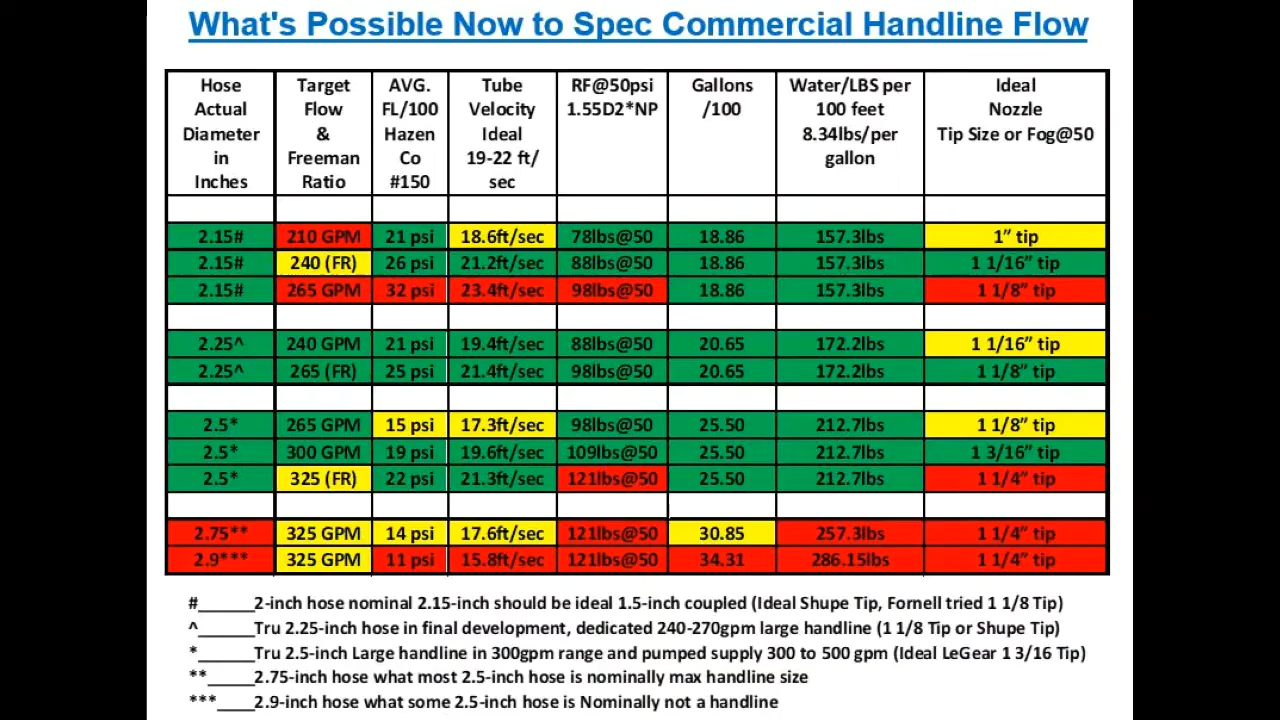 What's Possible Now to Spec Commercial Handline Flow
Hose Actual Diameter in Inches | Target Flow & Freeman Ratio | AVG. FL/100 Hazen Co #150 | Tube Velocity Ideal 19-22 ft/ sec | RF@50psi 1.55D2*NP | Gallons /100 | Water/LBS per 100 feet 8.34lbs/per gallon | Ideal Nozzle Tip Size or Fog@50
2.15# | 210 GPM | 21 psi | 18.6ft/sec | 78lbs@50 | 18.86 | 157.3lbs | 1” tip
2.15# | 240 (FR) | 26 psi | 21.2ft/sec | 88lbs@50 | 18.86 | 157.3lbs | 1 1/16” tip
2.15# | 265 GPM | 32 psi | 23.4ft/sec | 98lbs@50 | 18.86 | 157.3lbs | 1 1/8” tip
2.25^ | 240 GPM | 21 psi | 19.4ft/sec | 88lbs@50 | 20.65 | 172.2lbs | 1 1/16” tip
2.25^ | 265 (FR) | 25 psi | 21.4ft/sec | 98lbs@50 | 20.65 | 172.2lbs | 1 1/8” tip
2.5* | 265 GPM | 15 psi | 17.3ft/sec | 98lbs@50 | 25.50 | 212.7lbs | 1 1/8” tip
2.5* | 300 GPM | 19 psi | 19.6ft/sec | 109lbs@50 | 25.50 | 212.7lbs | 1 3/16” tip
2.5* | 325 (FR) | 22 psi | 21.3ft/sec | 121lbs@50 | 25.50 | 212.7lbs | 1 1/4” tip
2.75** | 325 GPM | 14 psi | 17.6ft/sec | 121lbs@50 | 30.85 | 257.3lbs | 1 1/4” tip
2.9*** | 325 GPM | 11 psi | 15.8ft/sec | 121lbs@50 | 34.31 | 286.15lbs | 1 1/4” tip
#______2-inch hose nominal 2.15-inch should be ideal 1.5-inch coupled (Ideal Shupe Tip, Fornell tried 1 1/8 Tip)
^______Tru 2.25-inch hose in final development, dedicated 240-270gpm large handline (1 1/8 Tip or Shupe Tip)
*______Tru 2.5-inch Large handline in 300gpm range and pumped supply 300 to 500 gpm (Ideal LeGear 1 3/16 Tip)
**_____2.75-inch hose what most 2.5-inch hose is nominally max handline size
***____2.9-inch hose what some 2.5-inch hose is Nominally not a handline